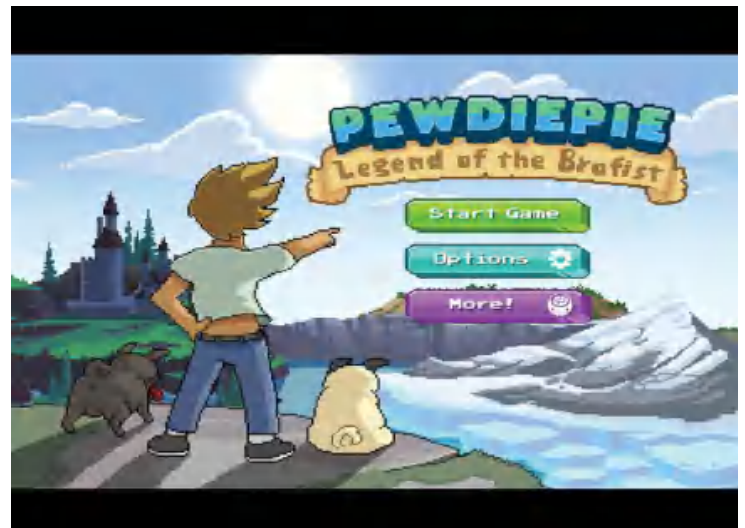 PEWDIEPIE
Legend of the Brofist
Start Game
Options
More!